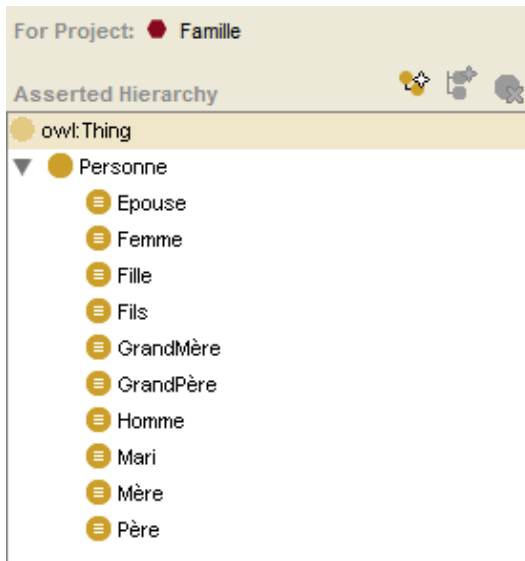 For Project: Famille
Asserted Hierarchy
owl:Thing
Personne
Epouse
Femme
Fille
Fils
GrandMère
GrandPère
Homme
Mari
Mère
Père